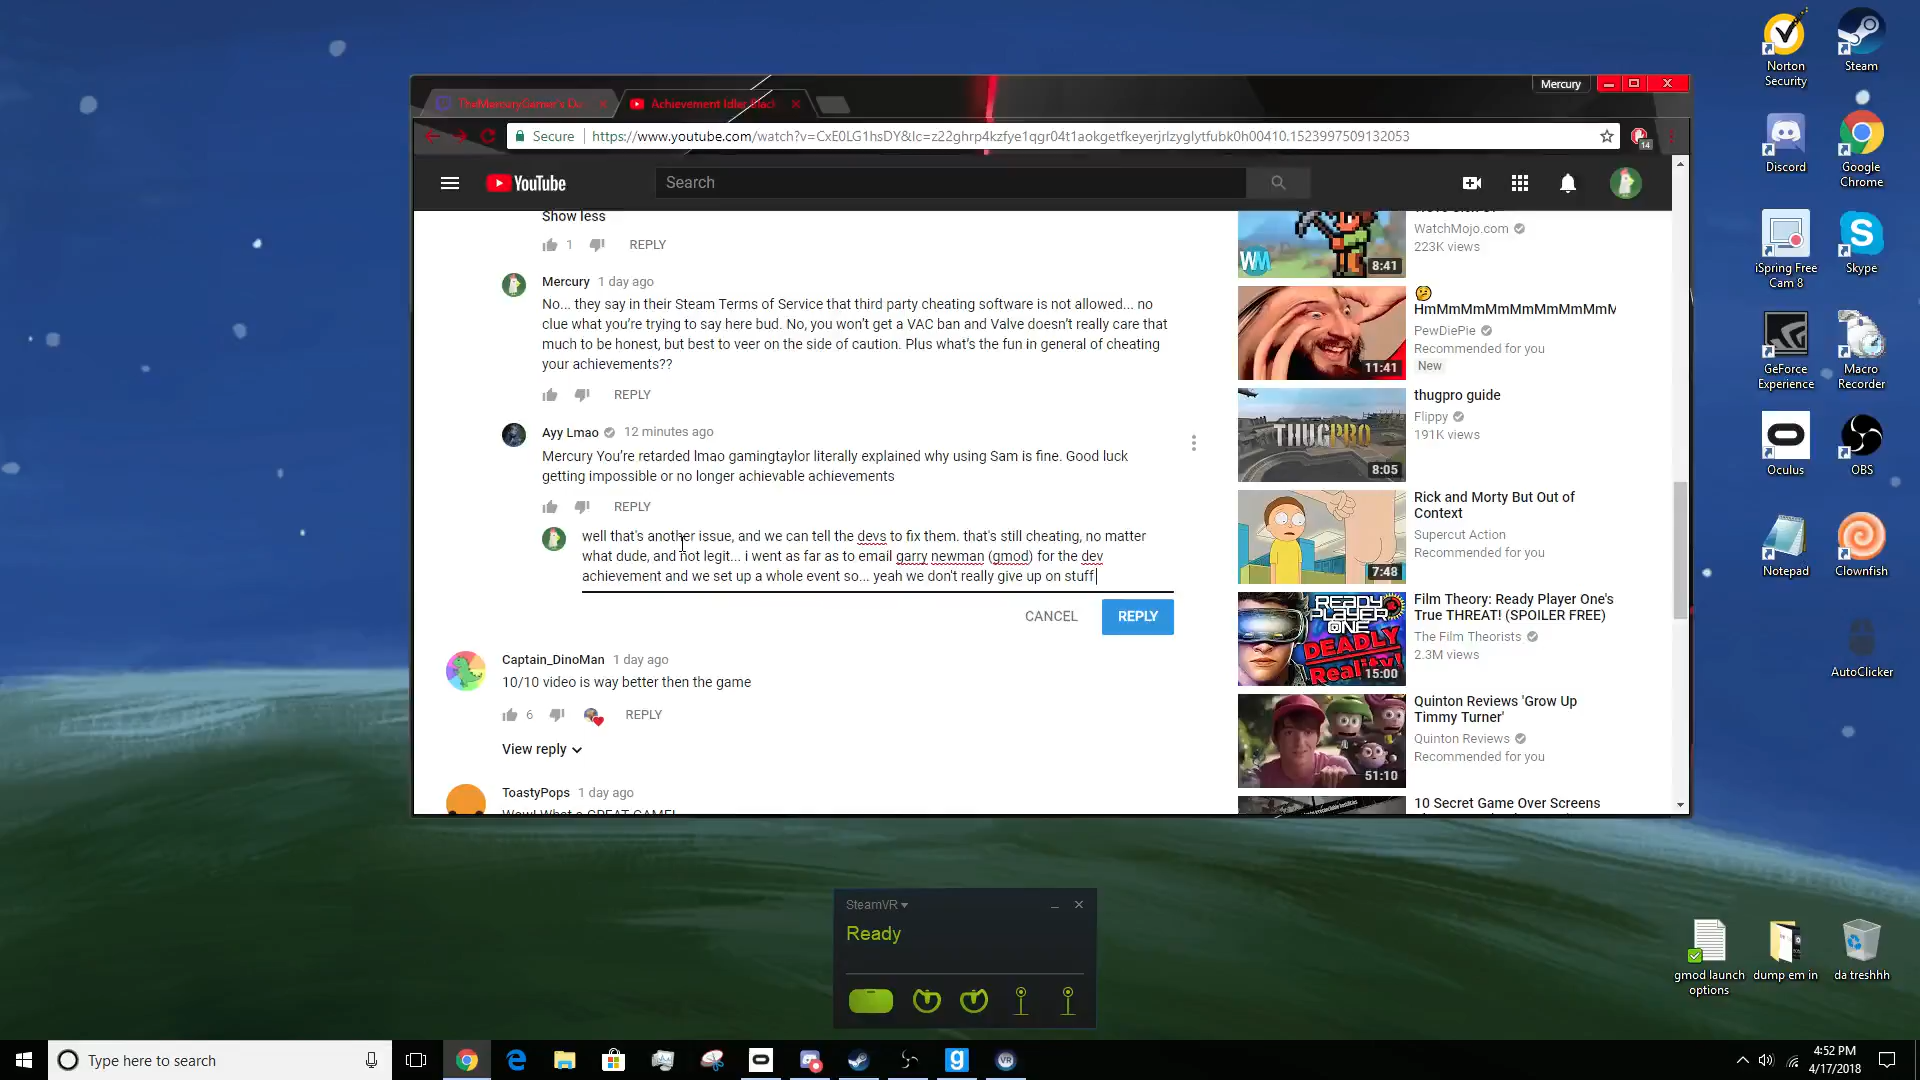 Norton Security
Steam
Mercury
TheMercuryGamer's
Achievement Idler
Secure
https://www.youtube.com/watch?v=CxE0LG1hsDY&lc=z22ghrp4kzfye1qgr04t1aokgetfkeyerjrlzyglytfubk0h00410.1523997509132053
14
YouTube
Search
Discord
Google Chrome
Show less
1 REPLY
Mercury 1 day ago
No... they say in their Steam Terms of Service that third party cheating software is not allowed... no
clue what you're trying to say here bud. No, you won't get a VAC ban and Valve doesn't really care that
much to be honest, but best to veer on the side of caution. Plus what's the fun in general of cheating
your achievements??
REPLY
Ayy Lmao 12 minutes ago
Mercury You're retarded lmao gamingtaylor literally explained why using Sam is fine. Good luck
getting impossible or no longer achievable achievements
REPLY
well that's another issue, and we can tell the devs to fix them. that's still cheating, no matter
what dude, and not legit... i went as far as to email garry newman (gmod) for the dev
achievement and we set up a whole event so... yeah we don't really give up on stuff
CANCEL REPLY
Captain_DinoMan 1 day ago
10/10 video is way better then the game
6 REPLY
View reply
ToastyPops 1 day ago
Wow! What a GREAT GAME!
WatchMojo.com
223K views
WM
8:41
HmMmMmMmMmMmMmM
PewDiePie
Recommended for you
New
11:41
thugpro guide
Flippy
191K views
THUGPRO
8:05
Rick and Morty But Out of
Context
Supercut Action
Recommended for you
7:48
Film Theory: Ready Player One's
True THREAT! (SPOILER FREE)
The Film Theorists
2.3M views
READY
PLAYER
ONE
DEADLY
Reality!
15:00
Quinton Reviews 'Grow Up
Timmy Turner'
Quinton Reviews
Recommended for you
51:10
10 Secret Game Over Screens
iSpring Free
Cam 8
Skype
GeForce
Experience
Macro
Recorder
Oculus
OBS
Notepad
Clownfish
AutoClicker
gmod launch
options
dump em in
da treshhh
SteamVR
Ready
Type here to search
4:52 PM
4/17/2018